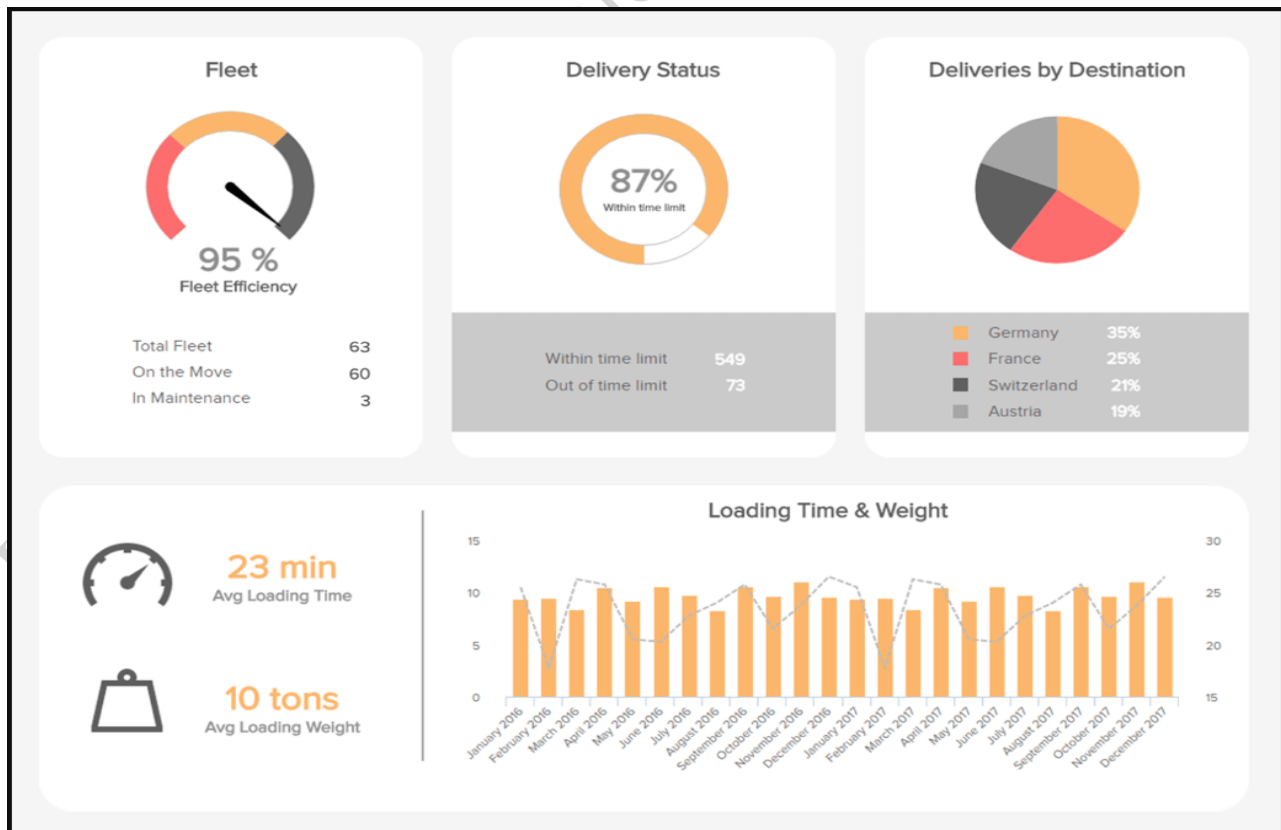 Fleet
95 %
Fleet Efficiency
Total Fleet 63
On the Move 60
In Maintenance 3
Delivery Status
87%
Within time limit
Within time limit 549
Out of time limit 73
Deliveries by Destination
Germany 35%
France 25%
Switzerland 21%
Austria 19%
23 min
Avg Loading Time
10 tons
Avg Loading Weight
Loading Time & Weight
15
10
5
0
30
25
20
15
January 2016
February 2016
March 2016
April 2016
May 2016
June 2016
July 2016
August 2016
September 2016
October 2016
November 2016
December 2016
January 2017
February 2017
March 2017
April 2017
May 2017
June 2017
July 2017
August 2017
September 2017
October 2017
November 2017
December 2017